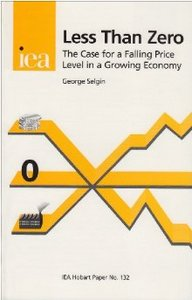 iea
Less Than Zero
The Case for a Falling Price
Level in a Growing Economy
George Selgin
0
IEA Hobart Paper No. 132